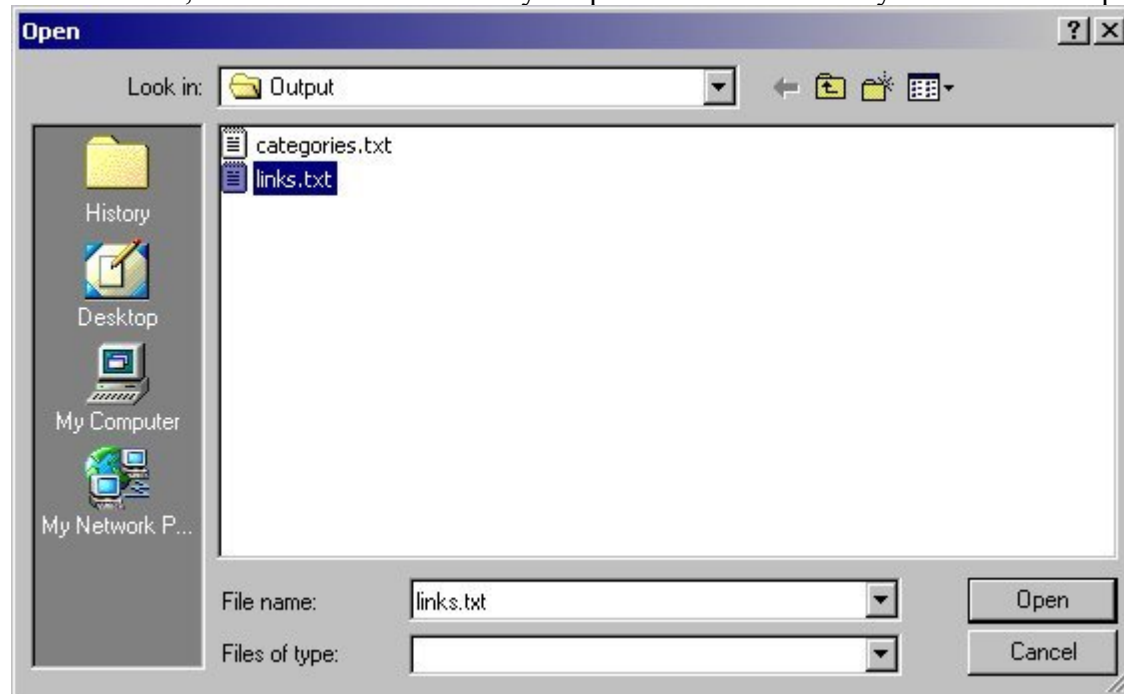 Open
Look in: Output
categories.txt
links.txt
History
Desktop
My Computer
My Network P...
File name: links.txt Open
Files of type: Cancel